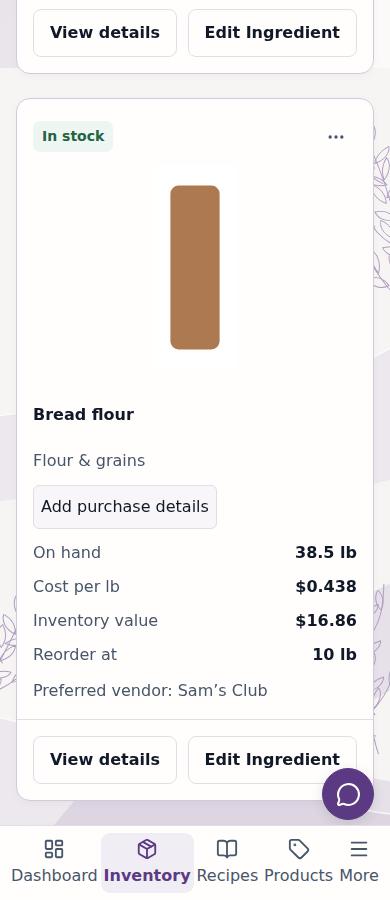 View details Edit Ingredient
In stock
Bread flour
Flour & grains
Add purchase details
On hand 38.5 lb
Cost per lb $0.438
Inventory value $16.86
Reorder at 10 lb
Preferred vendor: Sam’s Club
View details Edit Ingredient
Dashboard Inventory Recipes Products More